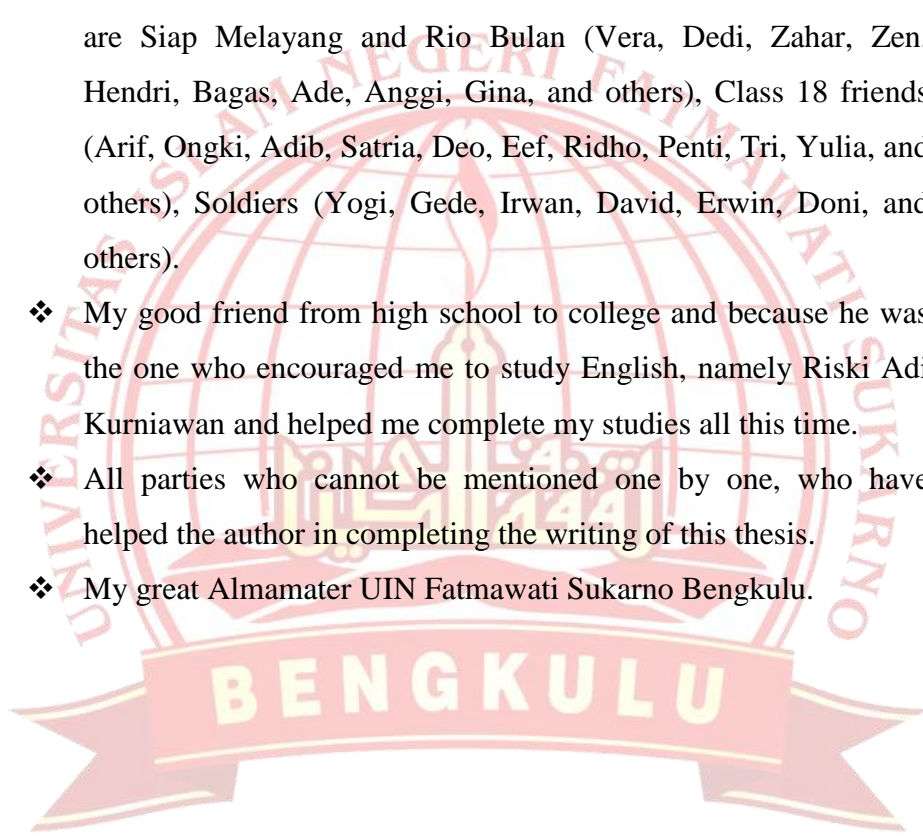 are Siap Melayang and Rio Bulan (Vera, Dedi, Zahar, Zen,
Hendri, Bagas, Ade, Anggi, Gina, and others), Class 18 friends
(Arif, Ongki, Adib, Satria, Deo, Eef, Ridho, Penti, Tri, Yulia, and
others), Soldiers (Yogi, Gede, Irwan, David, Erwin, Doni, and
others).
❖ My good friend from high school to college and because he was
the one who encouraged me to study English, namely Riski Adi
Kurniawan and helped me complete my studies all this time.
❖ All parties who cannot be mentioned one by one, who have
helped the author in completing the writing of this thesis.
❖ My great Almamater UIN Fatmawati Sukarno Bengkulu.
UNIVERSITAS ISLAM NEGERI FATMAWATI SUKARNO
BENGKULU